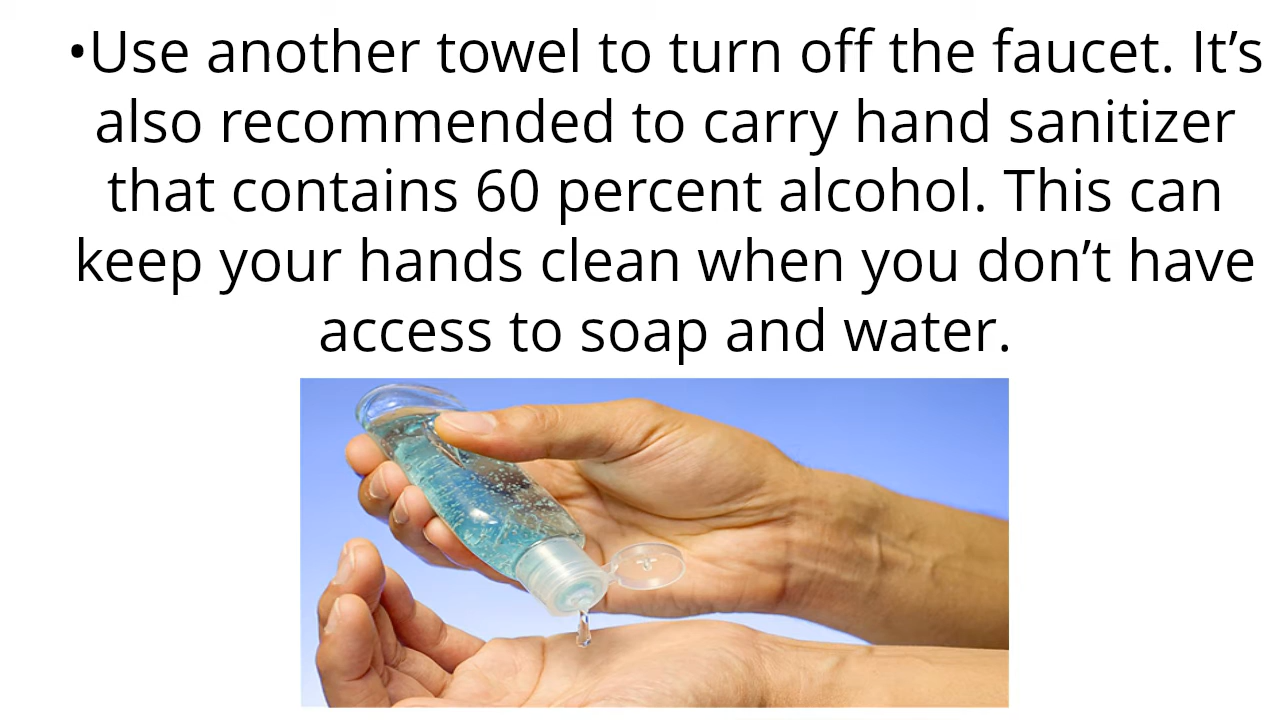 •Use another towel to turn off the faucet. It’s
also recommended to carry hand sanitizer
that contains 60 percent alcohol. This can
keep your hands clean when you don’t have
access to soap and water.